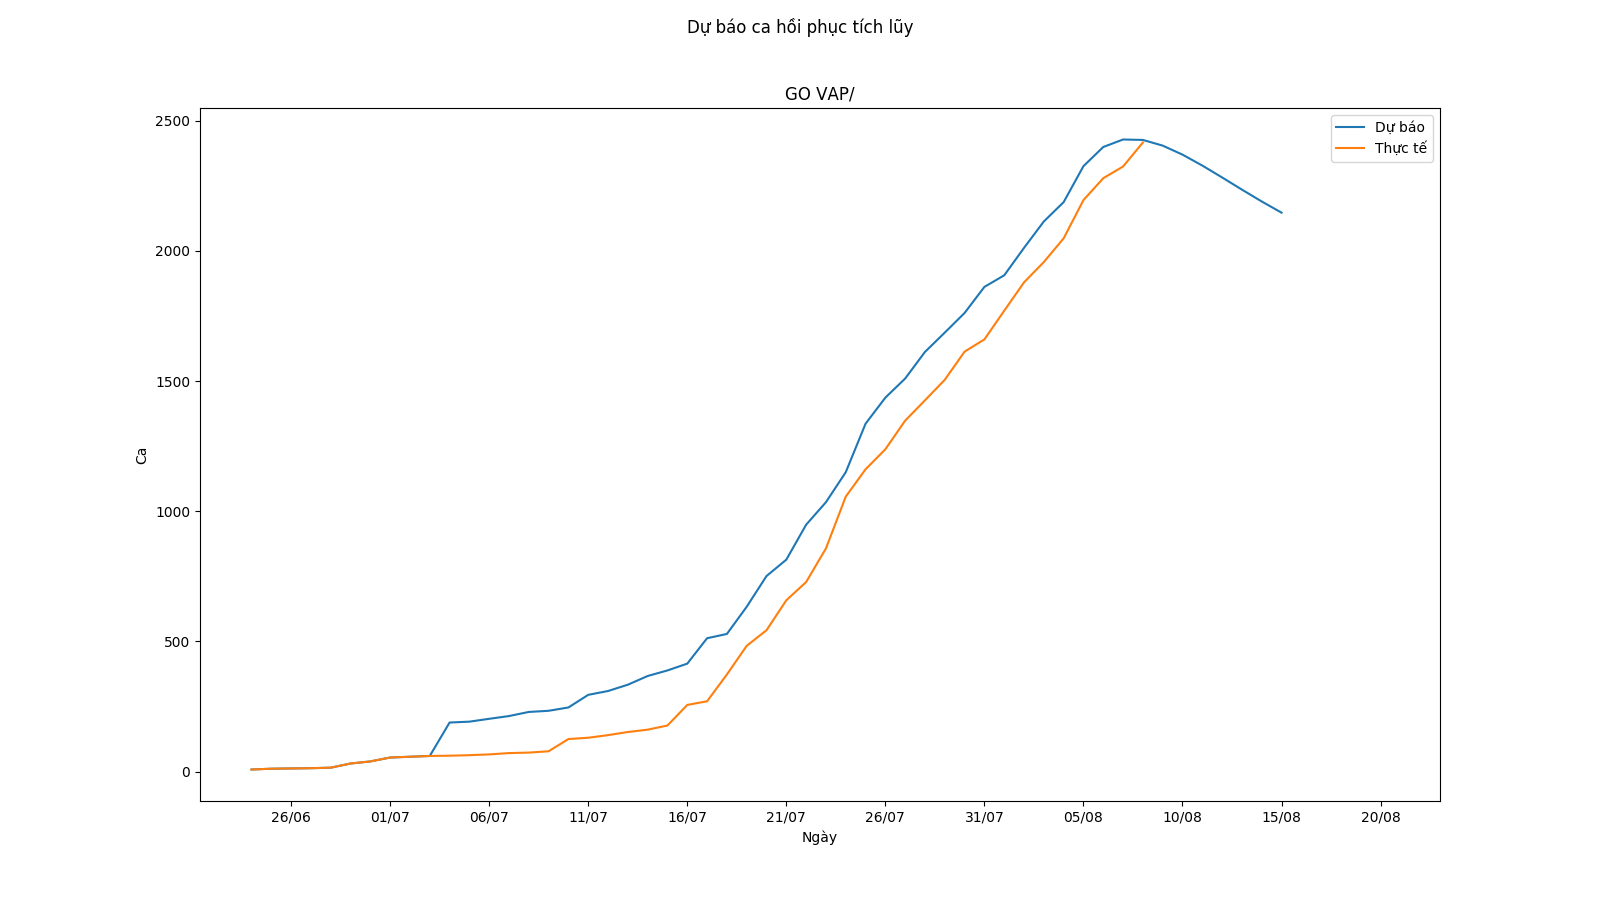 Dự báo ca hồi phục tích lũy
GO VAP/
Dự báo
Thực tế
2500
2000
1500
1000
500
0
Ca
26/06 01/07 06/07 11/07 16/07 21/07 26/07 31/07 05/08 10/08 15/08 20/08
Ngày